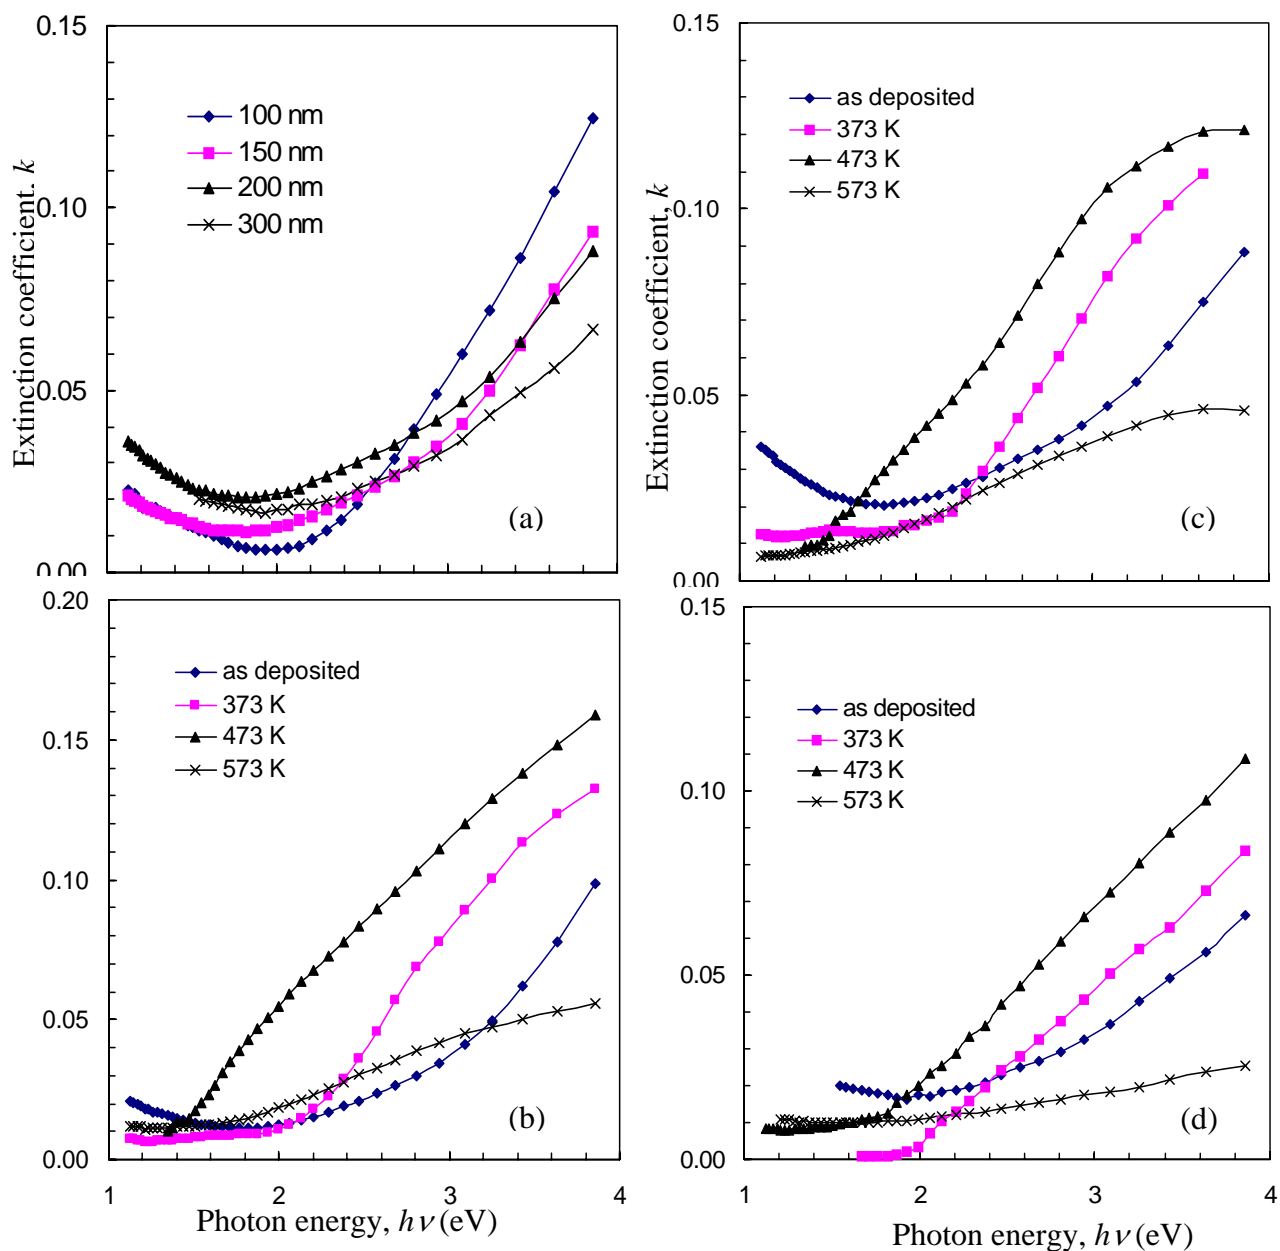 0.15
0.10
0.05
0.00
Extinction coefficient. k
100 nm
150 nm
200 nm
300 nm
(a)
0.15
0.10
0.05
0.00
Extinction coefficient, k
as deposited
373 K
473 K
573 K
(c)
0.20
0.15
0.10
0.05
0.00
as deposited
373 K
473 K
573 K
(b)
1 2 3 4
Photon energy, hν (eV)
0.15
0.10
0.05
0.00
as deposited
373 K
473 K
573 K
(d)
1 2 3 4
Photon energy, hν (eV)